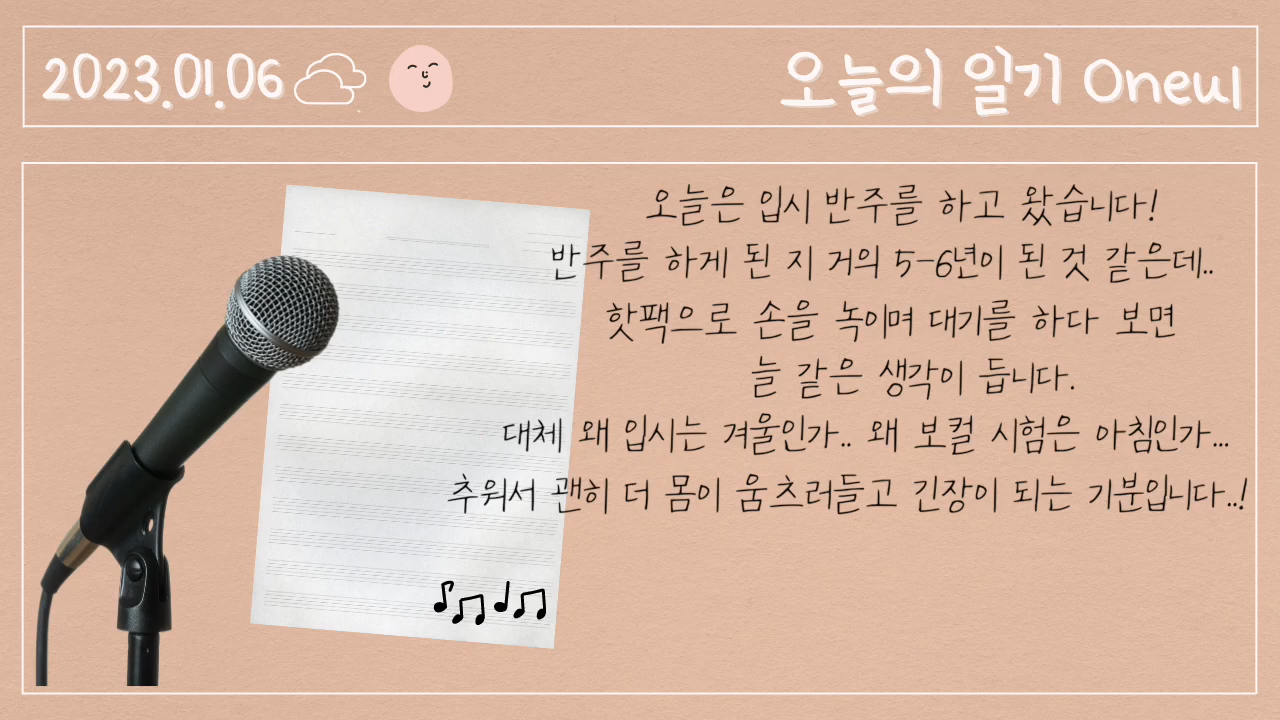 2023.01.06
오늘의 일기 Oneul
오늘은 입시 반주를 하고 왔습니다!
반주를 하게 된 지 거의 5-6년이 된 것 같은데..
핫팩으로 손을 녹이며 대기를 하다 보면
늘 같은 생각이 듭니다.
대체 왜 입시는 겨울인가.. 왜 보컬 시험은 아침인가...
추워서 괜히 더 몸이 움츠러들고 긴장이 되는 기분입니다..!